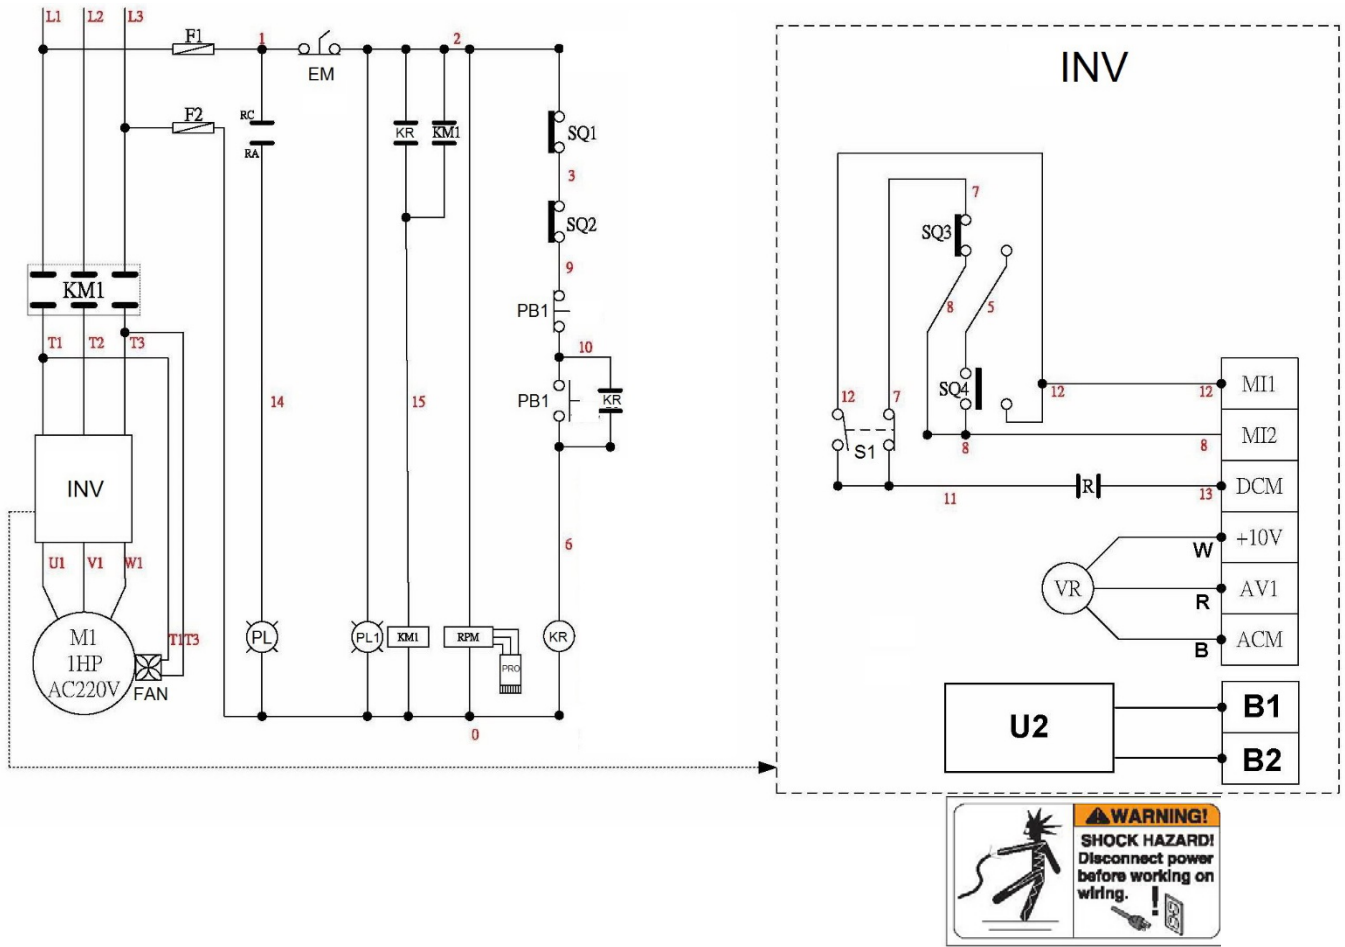 L1 L2 L3
F1 1 2
EM
INV
F2 RC KR KM1 SQ1
RA
3
7
SQ2 SQ3
9
KM1
PB1 8 5
T1 T2 T3 10
MI1
14 15 PB1 KR 12 7 SQ4 12 12
S1 8 8 MI2
INV
11 R 13 DCM
6 W +10V
U1 V1 W1
VR R AV1
M1 T1T3 PL PL1 KM1 RPM KR B ACM
1HP PRO
AC220V FAN
0 U2 B1
B2
WARNING!
SHOCK HAZARD!
Disconnect power
before working on
wiring.